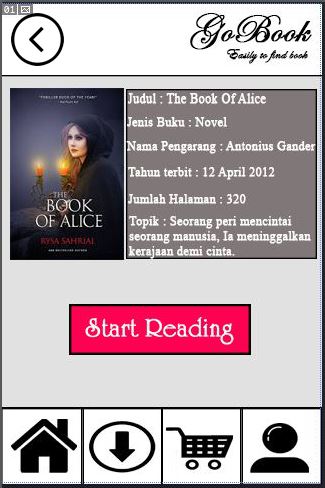 01
GoBook
Easily to find book
"THRILLER BOOK OF THE YEAR!"
THE
BOOK
OF ALICE
RYSA SAHRIAL
Judul : The Book Of Alice
Jenis Buku : Novel
Nama Pengarang : Antonius Gander
Tahun terbit : 12 April 2012
Jumlah Halaman : 320
Topik : Seorang peri mencintai
seorang manusia, Ia meninggalkan
kerajaan demi cinta.
Start Reading